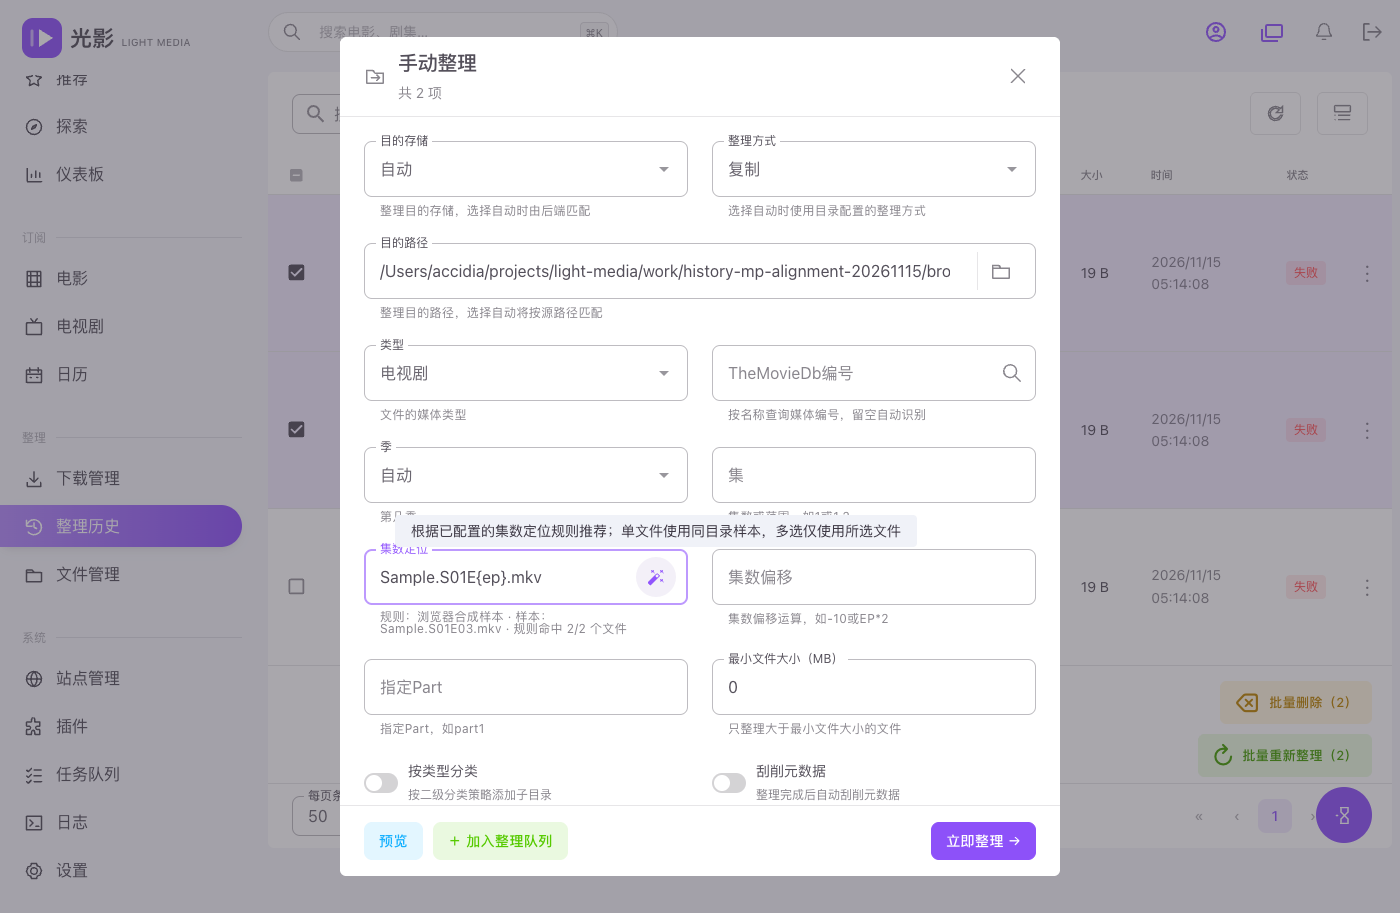 光影 LIGHT MEDIA
搜索电影、剧集...
⌘K
推荐
探索
仪表板
订阅
电影
电视剧
日历
整理
下载管理
整理历史
文件管理
系统
站点管理
插件
任务队列
日志
设置
大小
时间
状态
19 B
2026/11/15
05:14:08
失败
19 B
2026/11/15
05:14:08
失败
2026/11/15
05:14:08
失败
批量删除（2）
批量重新整理（2）
每页条
50
« ‹ 1 ›
手动整理
共 2 项
目的存储
自动
整理目的存储，选择自动时由后端匹配
整理方式
复制
选择自动时使用目录配置的整理方式
目的路径
/Users/accidia/projects/light-media/work/history-mp-alignment-20261115/bro
整理目的路径，选择自动将按源路径匹配
类型
电视剧
文件的媒体类型
TheMovieDb编号
按名称查询媒体编号，留空自动识别
季
自动
集
根据已配置的集数定位规则推荐；单文件使用同目录样本，多选仅使用所选文件
集数定位
Sample.S01E{ep}.mkv
规则：浏览器合成样本 · 样本：
Sample.S01E03.mkv · 规则命中 2/2 个文件
集数偏移
集数偏移运算，如-10或EP*2
指定Part
指定Part，如part1
最小文件大小（MB）
0
只整理大于最小文件大小的文件
按类型分类
按二级分类策略添加子目录
刮削元数据
整理完成后自动刮削元数据
预览
+ 加入整理队列
立即整理 →